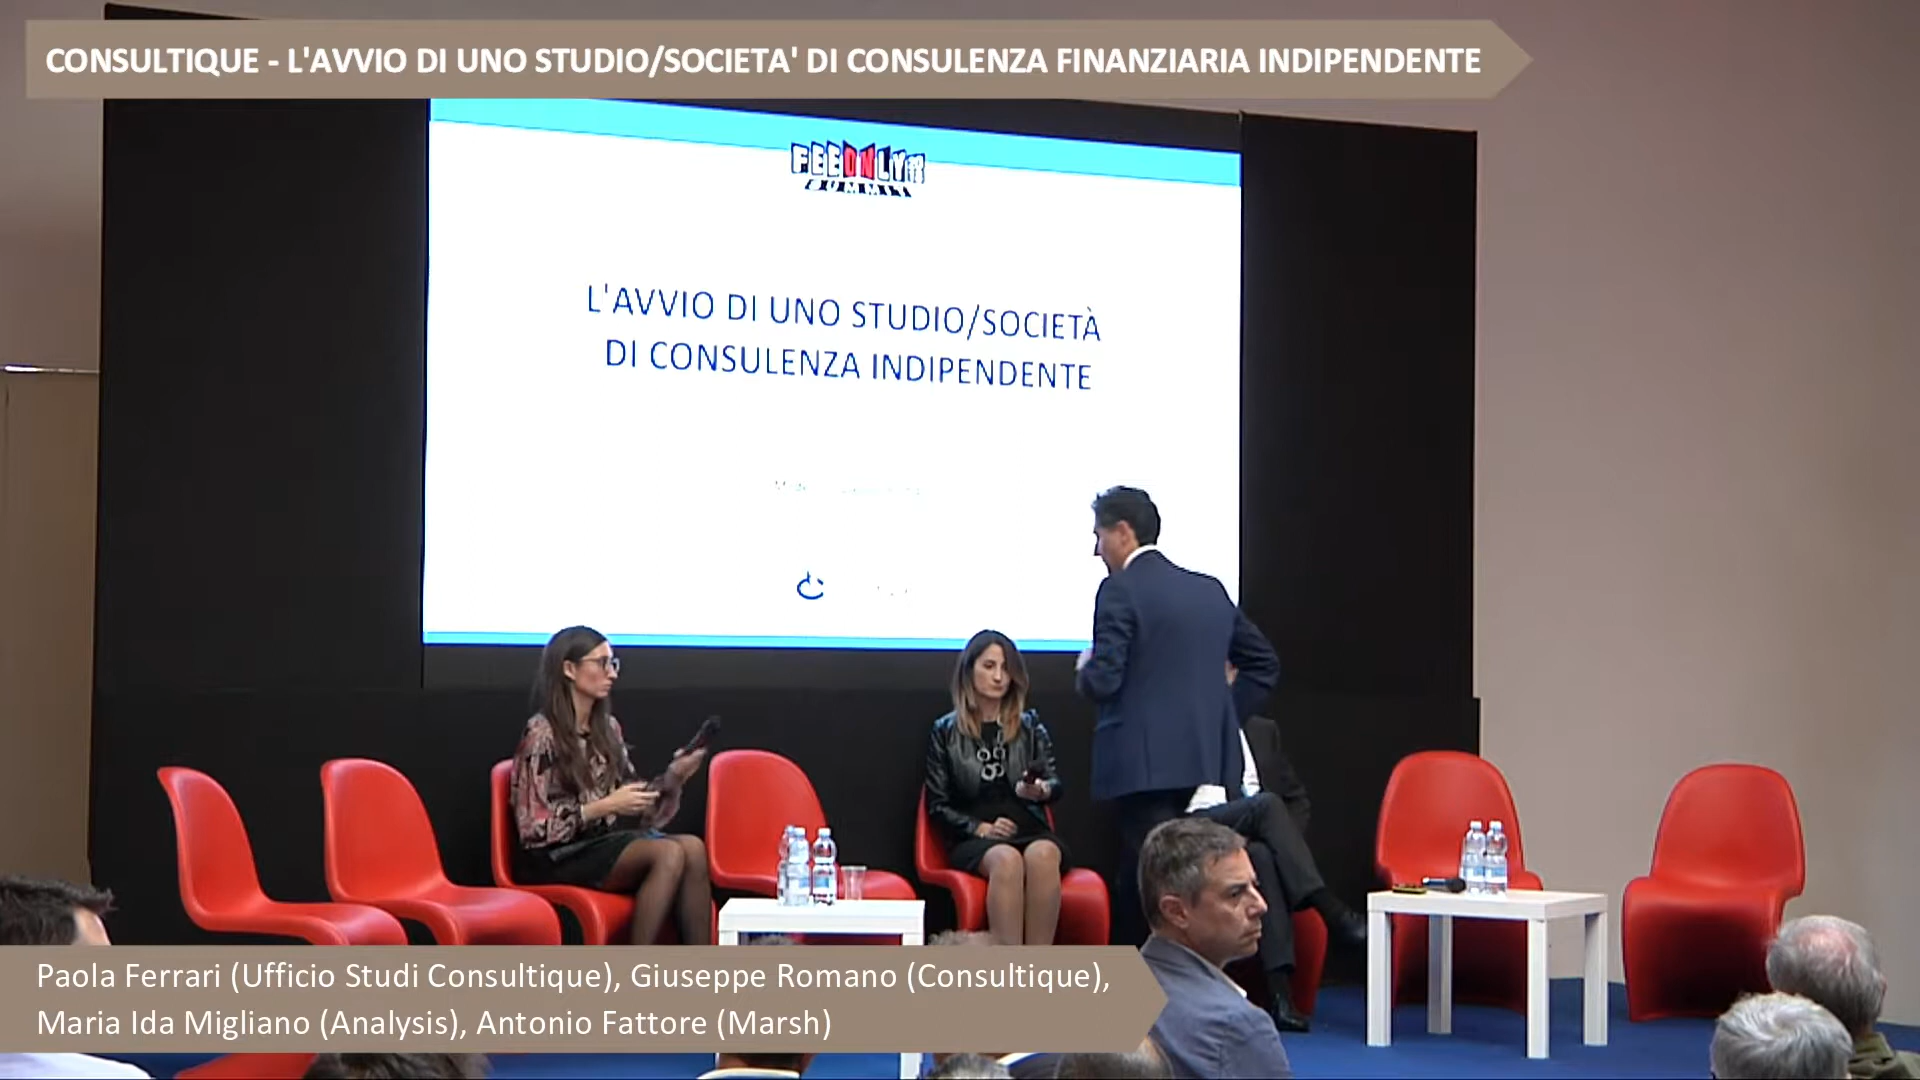 CONSULTIQUE - L'AVVIO DI UNO STUDIO/SOCIETA' DI CONSULENZA FINANZIARIA INDIPENDENTE
FEEONLY
SUMMIT
L'AVVIO DI UNO STUDIO/SOCIETÀ
DI CONSULENZA INDIPENDENTE
Paola Ferrari (Ufficio Studi Consultique), Giuseppe Romano (Consultique),
Maria Ida Migliano (Analysis), Antonio Fattore (Marsh)